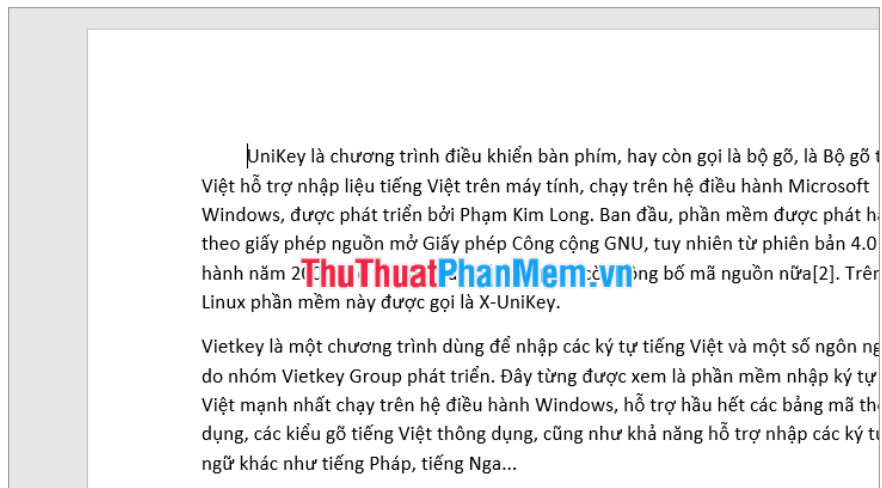 UniKey là chương trình điều khiển bàn phím, hay còn gọi là bộ gõ, là Bộ gõ
Việt hỗ trợ nhập liệu tiếng Việt trên máy tính, chạy trên hệ điều hành Microsoft
Windows, được phát triển bởi Phạm Kim Long. Ban đầu, phần mềm được phát
theo giấy phép nguồn mở Giấy phép Công cộng GNU, tuy nhiên từ phiên bản 4.0
hành năm mã nguồn nữa[2].
ThuThuatPhanMem.vn
Linux phần mềm này được gọi là X-UniKey.
Vietkey là một chương trình dùng để nhập các ký tự tiếng Việt và một số ngôn
do nhóm Vietkey Group phát triển. Đây từng được xem là phần mềm nhập ký tự
Việt mạnh nhất chạy trên hệ điều hành Windows, hỗ trợ hầu hết các bảng mã
dụng, các kiểu gõ tiếng Việt thông dụng, cũng như khả năng hỗ trợ nhập các ký
ngữ khác như tiếng Pháp, tiếng Nga...